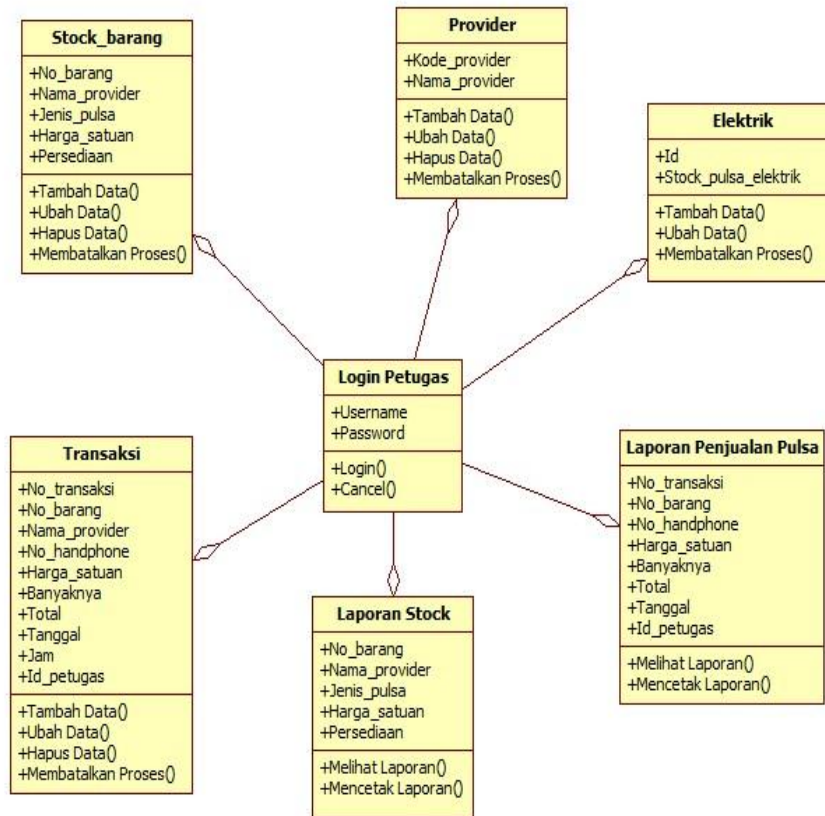 Stock_barang
+No_barang
+Nama_provider
+Jenis_pulsa
+Harga_satuan
+Persediaan
+Tambah Data()
+Ubah Data()
+Hapus Data()
+Membatalkan Proses()
Provider
+Kode_provider
+Nama_provider
+Tambah Data()
+Ubah Data()
+Hapus Data()
+Membatalkan Proses()
Elektrik
+Id
+Stock_pulsa_elektrik
+Tambah Data()
+Ubah Data()
+Membatalkan Proses()
Login Petugas
+Username
+Password
+Login()
+Cancel()
Transaksi
+No_transaksi
+No_barang
+Nama_provider
+No_handphone
+Harga_satuan
+Banyaknya
+Total
+Tanggal
+Jam
+Id_petugas
+Tambah Data()
+Ubah Data()
+Hapus Data()
+Membatalkan Proses()
Laporan Stock
+No_barang
+Nama_provider
+Jenis_pulsa
+Harga_satuan
+Persediaan
+Melihat Laporan()
+Mencetak Laporan()
Laporan Penjualan Pulsa
+No_transaksi
+No_barang
+No_handphone
+Harga_satuan
+Banyaknya
+Total
+Tanggal
+Id_petugas
+Melihat Laporan()
+Mencetak Laporan()